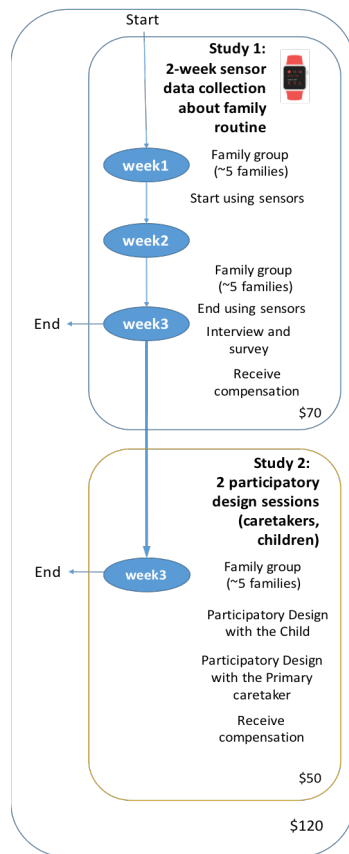 Start
Study 1:
2-week sensor
data collection
about family
routine
week1
Family group
(~5 families)
Start using sensors
week2
Family group
(~5 families)
End using sensors
End
week3
Interview and
survey
Receive
compensation
$70
Study 2:
2 participatory
design sessions
(caretakers,
children)
End
week3
Family group
(~5 families)
Participatory Design
with the Child
Participatory Design
with the Primary
caretaker
Receive
compensation
$50
$120